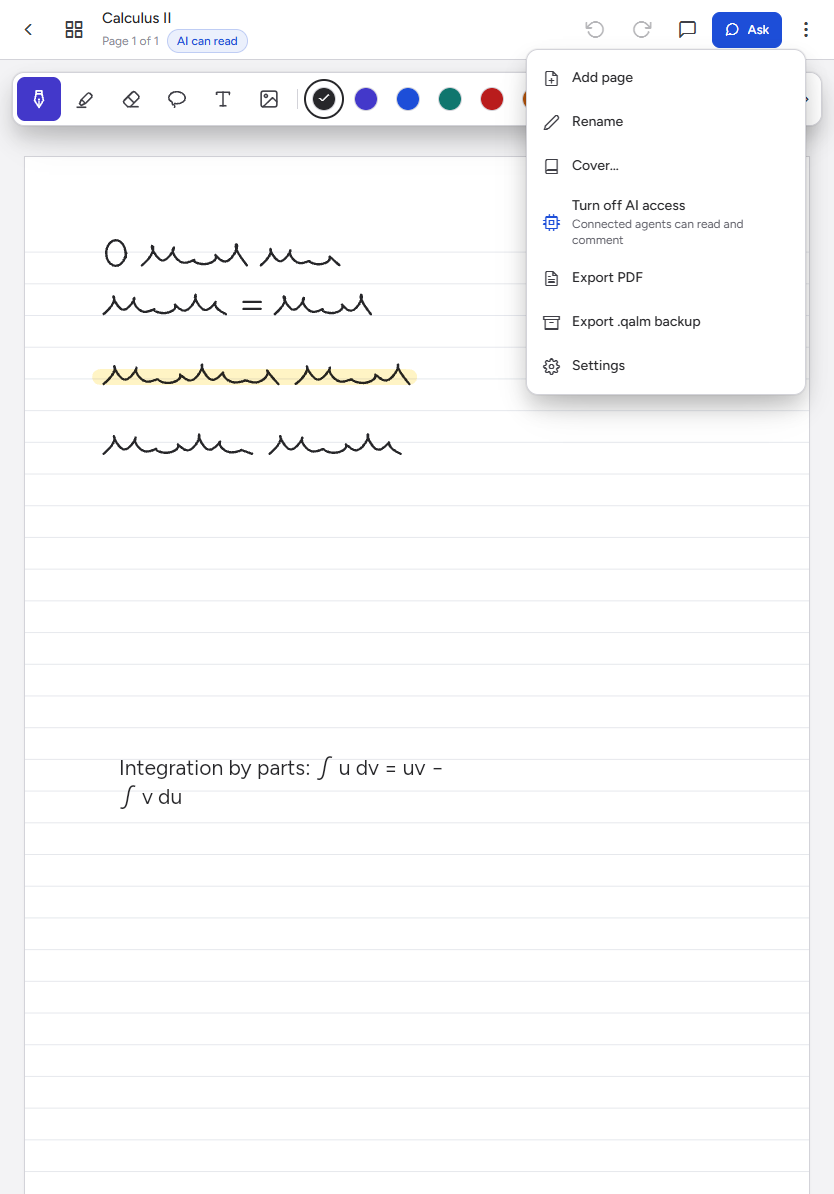 Calculus II
Page 1 of 1 AI can read
Ask
Add page
Rename
Cover...
Turn off AI access
Connected agents can read and
comment
Export PDF
Export .qalm backup
Settings
=
Integration by parts: ∫ u dv = uv −
∫ v du